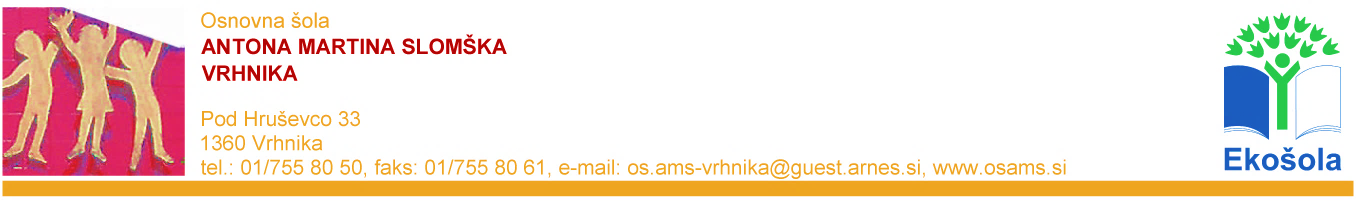 Osnovna šola
ANTONA MARTINA SLOMŠKA
VRHNIKA
Pod Hruševco 33
1360 Vrhnika
tel.: 01/755 80 50, faks: 01/755 80 61, e-mail: os.ams-vrhnika@guest.arnes.si, www.osams.si
Ekošola